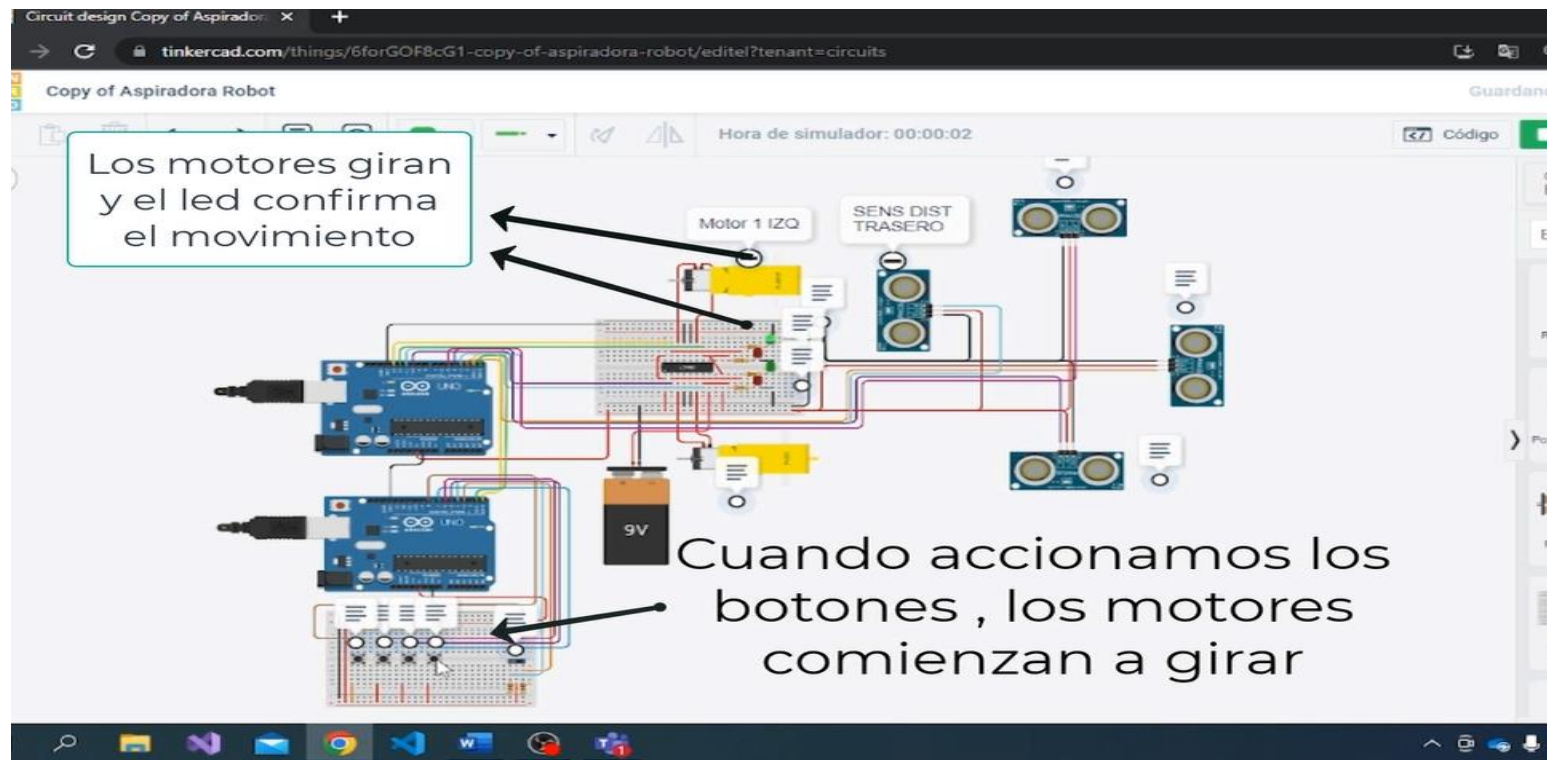 Circuit design Copy of Aspirador
tinkercad.com/things/6forGOF8cG1-copy-of-aspiradora-robot/editel?tenant=circuits
Copy of Aspiradora Robot
Guardand
Hora de simulador: 00:00:02
Código
Los motores giran
y el led confirma
el movimiento
Motor 1 IZQ
SENS DIST
TRASERO
UNO
UNO
9V
Cuando accionamos los
botones , los motores
comienzan a girar